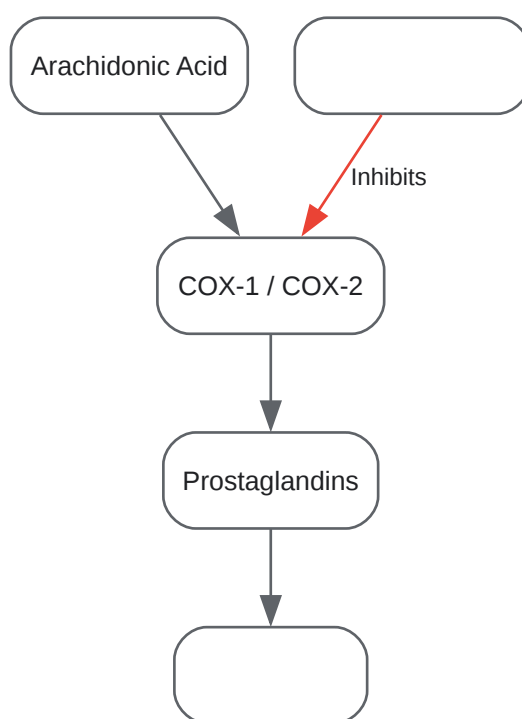 Arachidonic Acid
Inhibits
COX-1 / COX-2
Prostaglandins